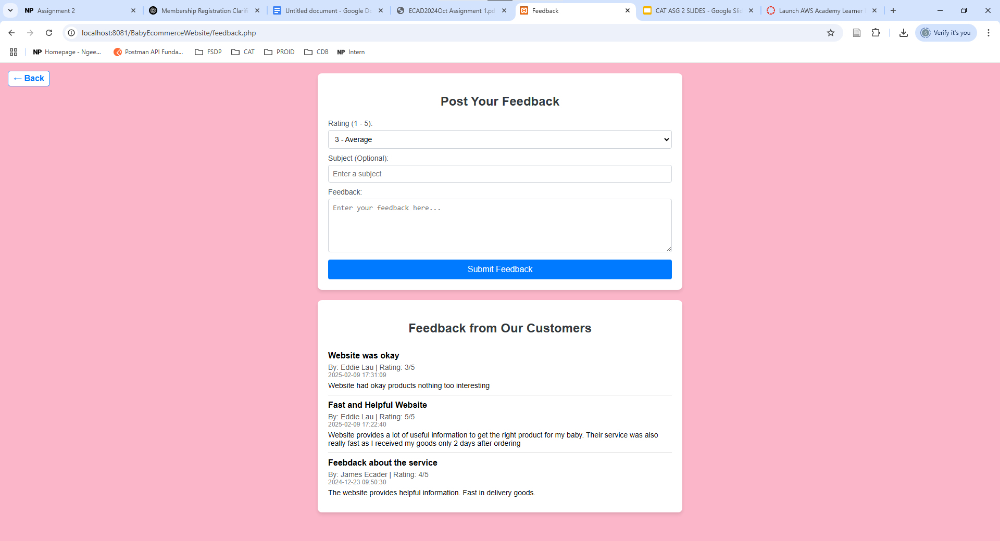 NP Assignment 2
Membership Registration Clarifi
Untitled document - Google Do
ECAD2024Oct Assignment 1.pd
Feedback
CAT ASG 2 SLIDES - Google Slid
Launch AWS Academy Learner
localhost:8081/BabyEcommerceWebsite/feedback.php
S
Verify it's you
NP Homepage - Ngee...
Postman API Funda...
FSDP
CAT
PROID
CDB
NP Intern
← Back
Post Your Feedback
Rating (1 - 5):
3 - Average
Subject (Optional):
Enter a subject
Feedback:
Enter your feedback here...
Submit Feedback
Feedback from Our Customers
Website was okay
By: Eddie Lau | Rating: 3/5
2025-02-09 17:31:09
Website had okay products nothing too interesting
Fast and Helpful Website
By: Eddie Lau | Rating: 5/5
2025-02-09 17:22:40
Website provides a lot of useful information to get the right product for my baby. Their service was also
really fast as I received my goods only 2 days after ordering
Feebdack about the service
By: James Ecader | Rating: 4/5
2024-12-23 09:50:30
The website provides helpful information. Fast in delivery goods.